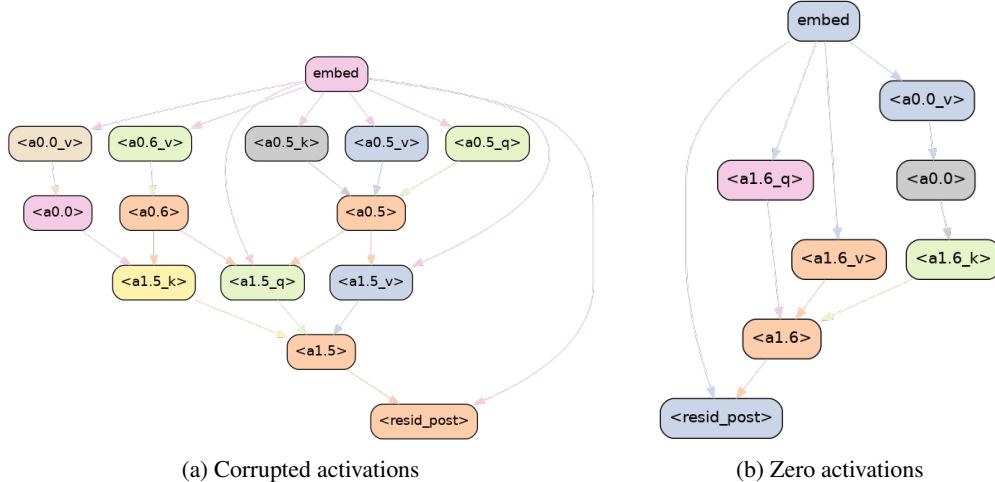 embed
<a0.0_v> <a0.6_v> <a0.5_k> <a0.5_v> <a0.5_q>
<a0.0> <a0.6> <a0.5>
<a1.5_k> <a1.5_q> <a1.5_v>
<a1.5>
<resid_post>
(a) Corrupted activations
embed
<a0.0_v>
<a1.6_q> <a0.0>
<a1.6_v> <a1.6_k>
<a1.6>
<resid_post>
(b) Zero activations